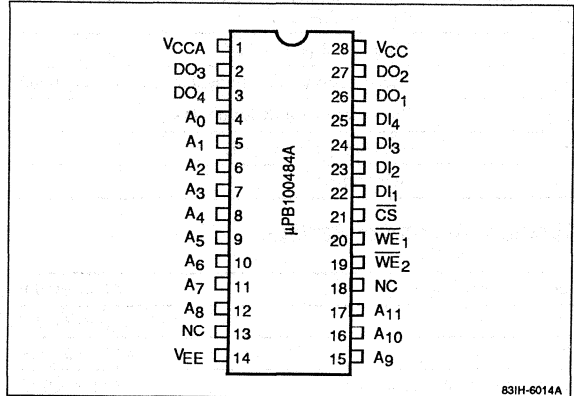 VCCA 1 28 VCC
DO3 2 27 DO2
DO4 3 26 DO1
A0 4 25 DI4
A1 5 24 DI3
A2 6 23 DI2
A3 7 22 DI1
A4 8 21 CS
A5 9 20 WE1
A6 10 19 WE2
A7 11 18 NC
A8 12 17 A11
NC 13 16 A10
VEE 14 15 A9
µPB100484A
83IH-6014A